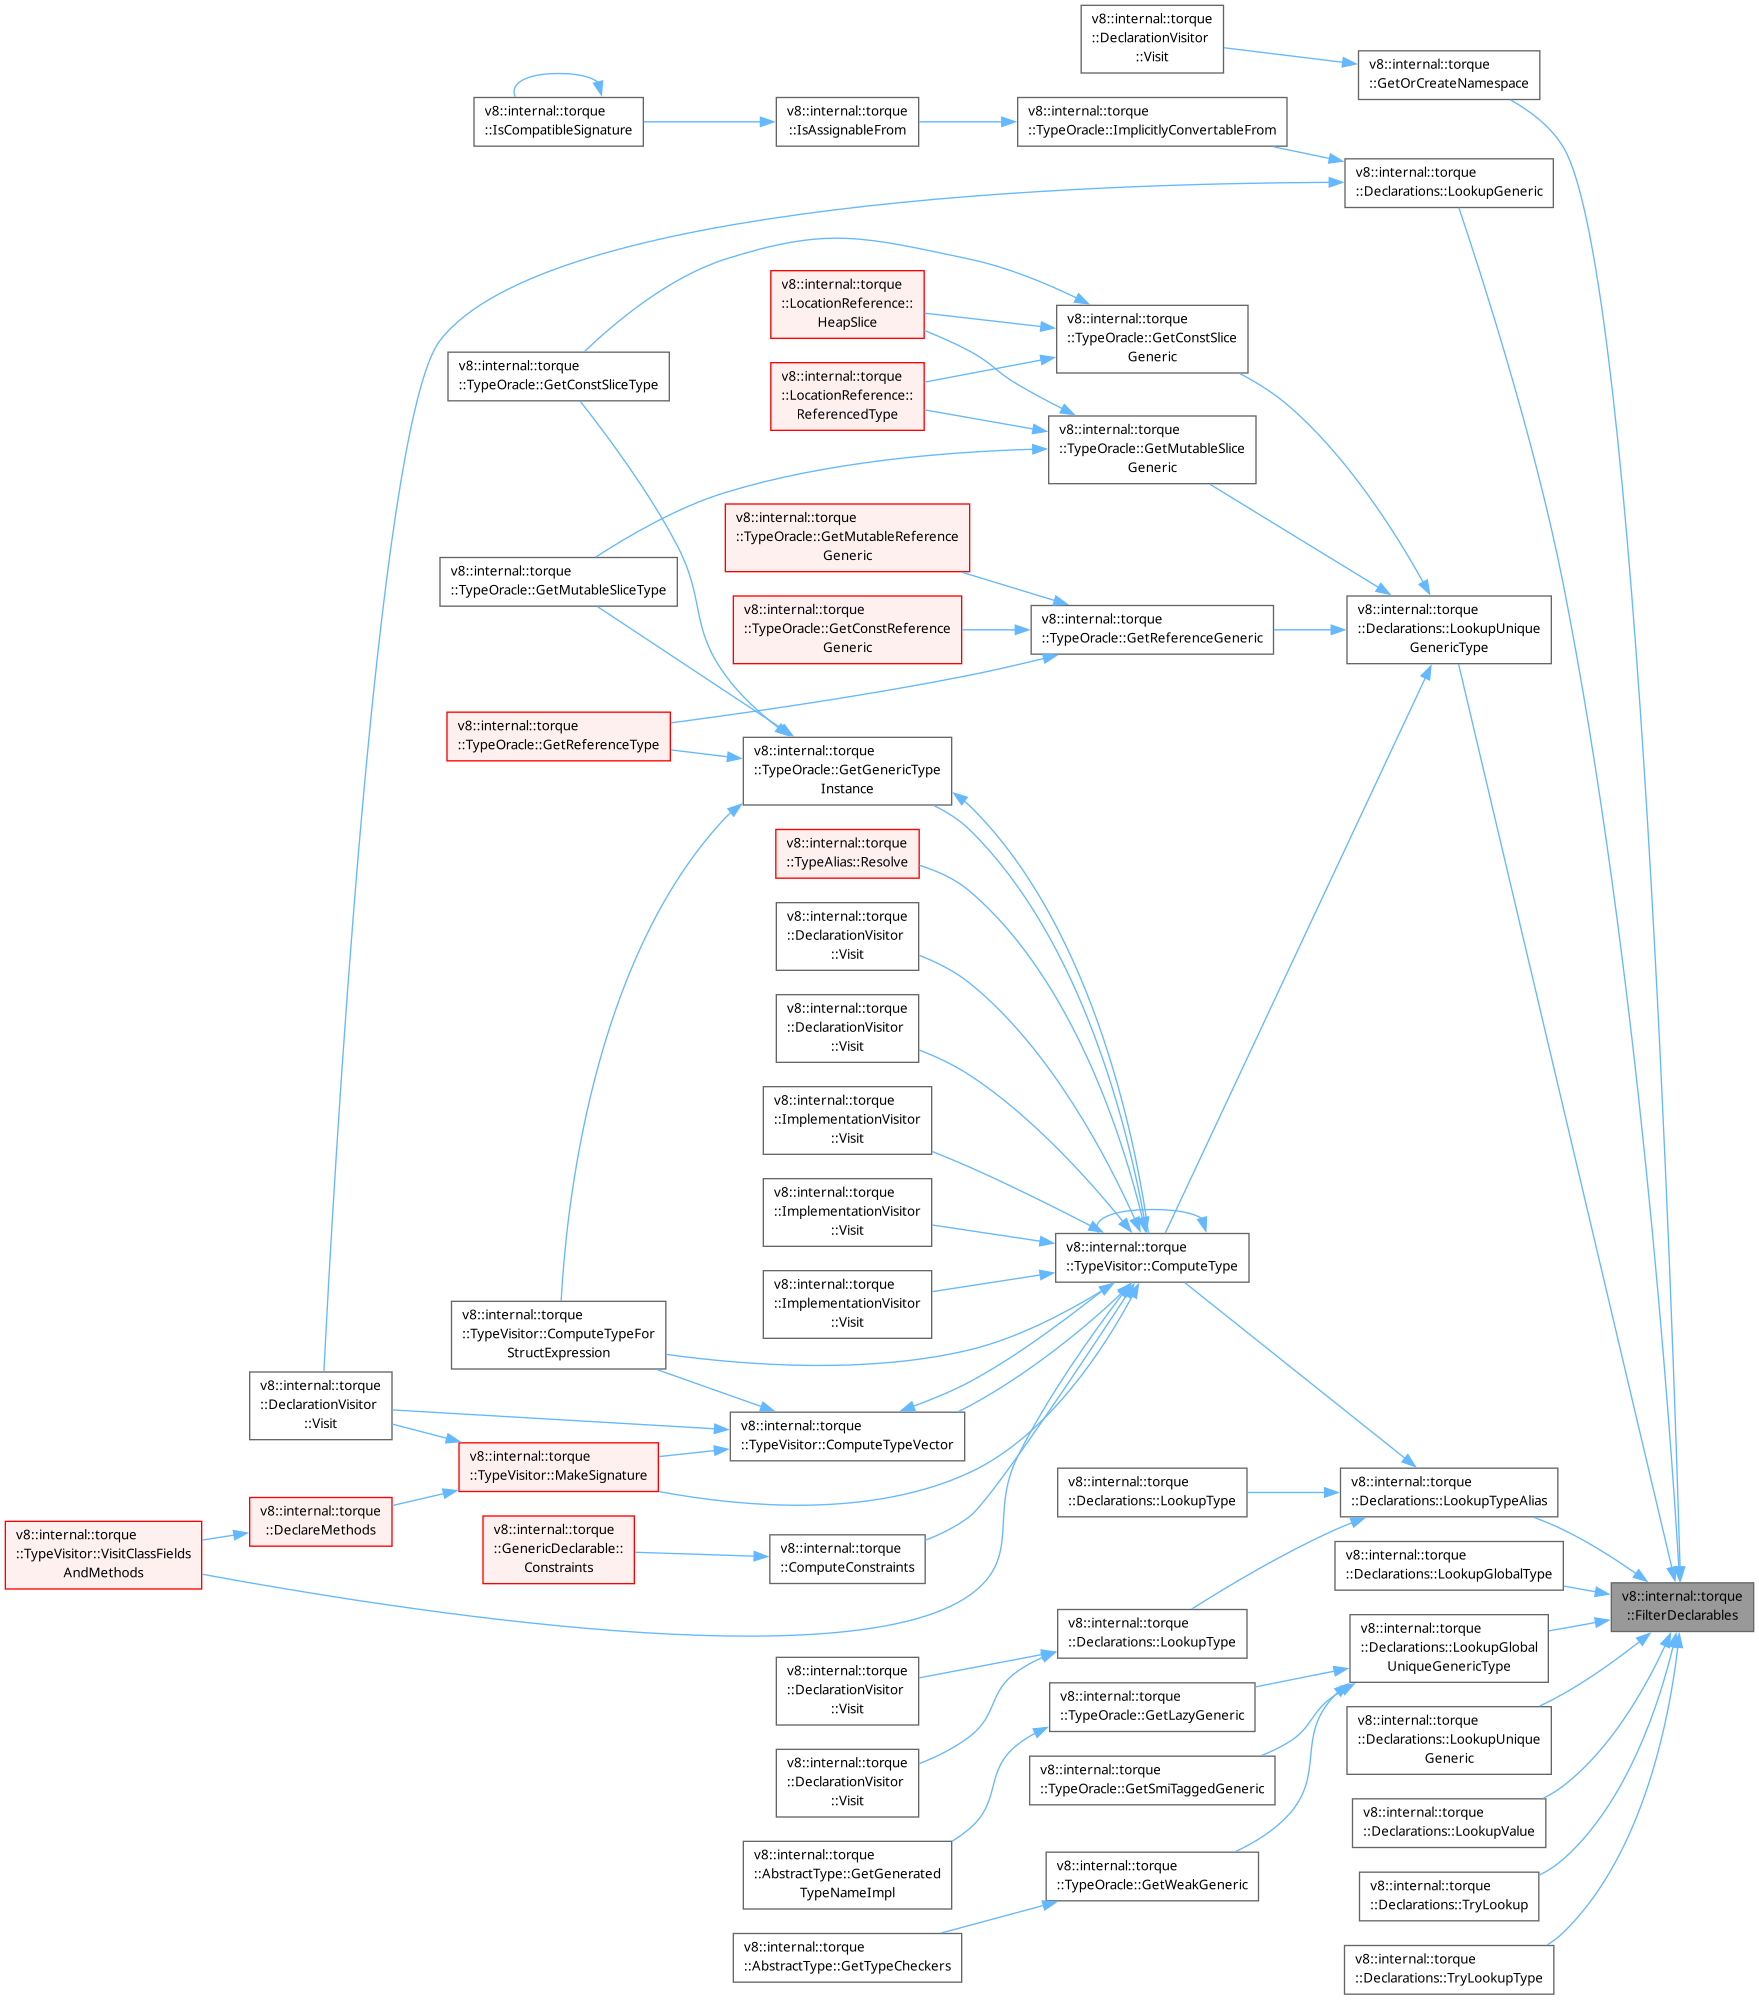 v8::internal::torque
::DeclarationVisitor
::Visit
v8::internal::torque
::GetOrCreateNamespace
v8::internal::torque
::IsCompatibleSignature
v8::internal::torque
::IsAssignableFrom
v8::internal::torque
::TypeOracle::ImplicitlyConvertableFrom
v8::internal::torque
::Declarations::LookupGeneric
v8::internal::torque
::LocationReference::
HeapSlice
v8::internal::torque
::TypeOracle::GetConstSlice
Generic
v8::internal::torque
::TypeOracle::GetConstSliceType
v8::internal::torque
::LocationReference::
ReferencedType
v8::internal::torque
::TypeOracle::GetMutableSlice
Generic
v8::internal::torque
::TypeOracle::GetMutableReference
Generic
v8::internal::torque
::TypeOracle::GetMutableSliceType
v8::internal::torque
::TypeOracle::GetConstReference
Generic
v8::internal::torque
::TypeOracle::GetReferenceGeneric
v8::internal::torque
::Declarations::LookupUnique
GenericType
v8::internal::torque
::TypeOracle::GetReferenceType
v8::internal::torque
::TypeOracle::GetGenericType
Instance
v8::internal::torque
::TypeAlias::Resolve
v8::internal::torque
::DeclarationVisitor
::Visit
v8::internal::torque
::DeclarationVisitor
::Visit
v8::internal::torque
::ImplementationVisitor
::Visit
v8::internal::torque
::ImplementationVisitor
::Visit
v8::internal::torque
::TypeVisitor::ComputeType
v8::internal::torque
::ImplementationVisitor
::Visit
v8::internal::torque
::TypeVisitor::ComputeTypeFor
StructExpression
v8::internal::torque
::DeclarationVisitor
::Visit
v8::internal::torque
::TypeVisitor::ComputeTypeVector
v8::internal::torque
::TypeVisitor::MakeSignature
v8::internal::torque
::Declarations::LookupType
v8::internal::torque
::Declarations::LookupTypeAlias
v8::internal::torque
::DeclareMethods
v8::internal::torque
::TypeVisitor::VisitClassFields
AndMethods
v8::internal::torque
::GenericDeclarable::
Constraints
v8::internal::torque
::ComputeConstraints
v8::internal::torque
::Declarations::LookupGlobalType
v8::internal::torque
::FilterDeclarables
v8::internal::torque
::Declarations::LookupType
v8::internal::torque
::Declarations::LookupGlobal
UniqueGenericType
v8::internal::torque
::DeclarationVisitor
::Visit
v8::internal::torque
::TypeOracle::GetLazyGeneric
v8::internal::torque
::Declarations::LookupUnique
Generic
v8::internal::torque
::DeclarationVisitor
::Visit
v8::internal::torque
::TypeOracle::GetSmiTaggedGeneric
v8::internal::torque
::Declarations::LookupValue
v8::internal::torque
::AbstractType::GetGenerated
TypeNameImpl
v8::internal::torque
::TypeOracle::GetWeakGeneric
v8::internal::torque
::Declarations::TryLookup
v8::internal::torque
::AbstractType::GetTypeCheckers
v8::internal::torque
::Declarations::TryLookupType